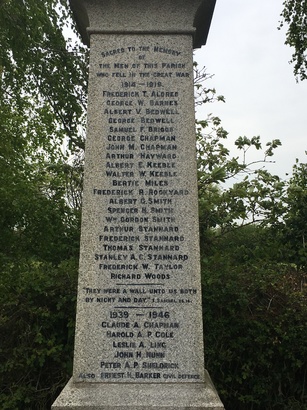 SACRED TO THE MEMORY
OF
THE MEN OF THIS PARISH
WHO FELL IN THE GREAT WAR
1914 – 1919.
FREDERICK T. ALDRED
GEORGE W. BARNES
ALBERT V. BEDWELL
GEORGE BEDWELL
SAMUEL F. BRIGGS
GEORGE CHAPMAN
JOHN M. CHAPMAN
ARTHUR HAYWARD
ALBERT E. KEEBLE
WALTER W. KEEBLE
BERTIE MILES
FREDERICK R. ROOKYARD
ALBERT G. SMITH
SPENCER H. SMITH
WM GORDON SMITH
ARTHUR STANNARD
FREDERICK STANNARD
THOMAS STANNARD
STANLEY A. C. STANNARD
FREDERICK W. TAYLOR
RICHARD WOODS
"THEY WERE A WALL UNTO US BOTH
BY NIGHT AND DAY." I. SAMUEL
1939 – 1946
CLAUDE A. CHAPMAN
HAROLD A. P. COLE
LESLIE A. LING
JOHN H. NUNN
PETER A. P. SHELDRICK
ALSO ERNEST H. BARKER CIVIL DEFENCE